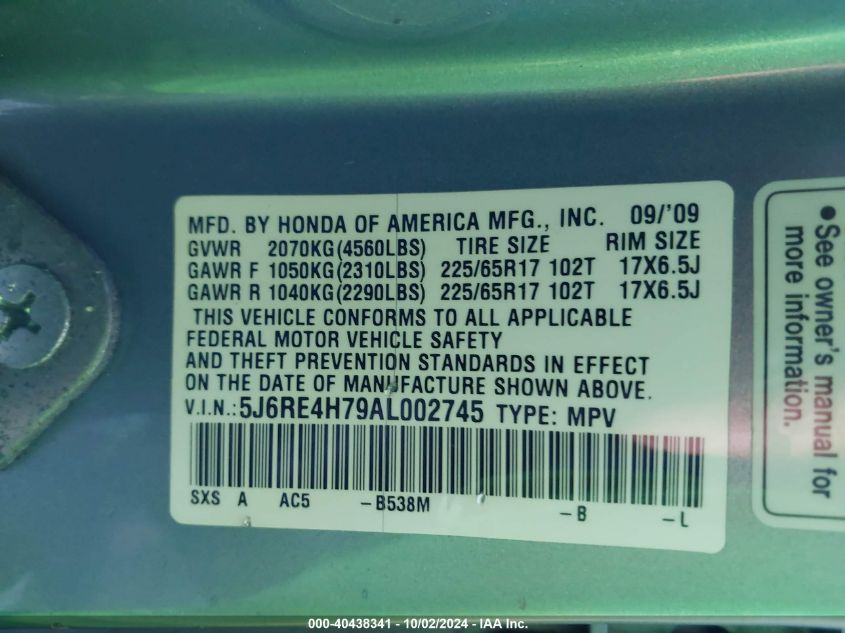 MFD. BY HONDA OF AMERICA MFG., INC. 09/'09
GVWR 2070KG(4560LBS) TIRE SIZE RIM SIZE
GAWR F 1050KG(2310LBS) 225/65R17 102T 17X6.5J
GAWR R 1040KG(2290LBS) 225/65R17 102T 17X6.5J
THIS VEHICLE CONFORMS TO ALL APPLICABLE
FEDERAL MOTOR VEHICLE SAFETY
AND THEFT PREVENTION STANDARDS IN EFFECT
ON THE DATE OF MANUFACTURE SHOWN ABOVE.
V.I.N.: 5J6RE4H79AL002745 TYPE: MPV
SXS A AC5 -B538M -B -L
●See owner's manual for
more information.
000-40438341 - 10/02/2024 - IAA Inc.